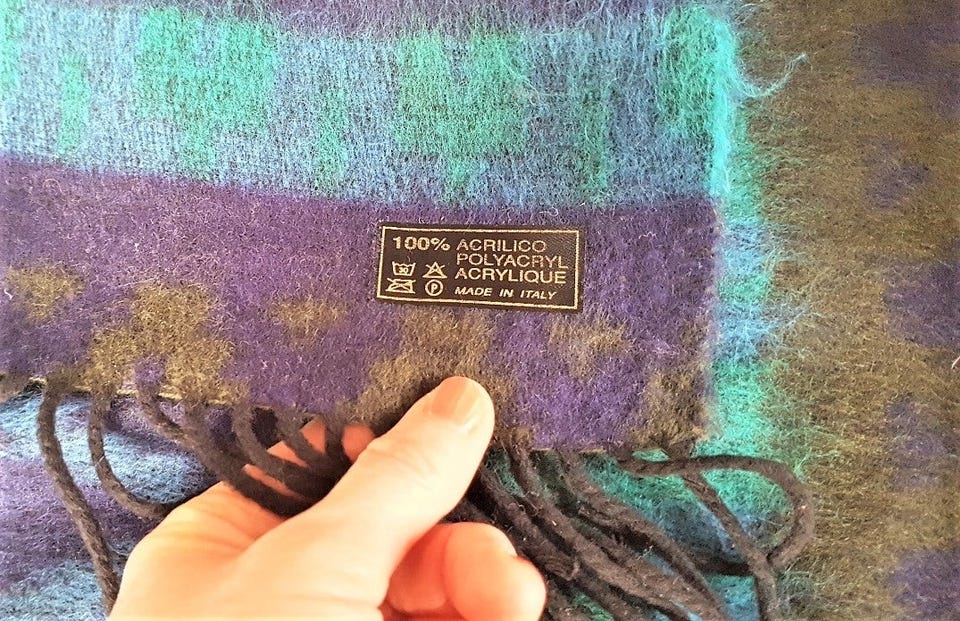 100% ACRILICO
POLYACRYL
ACRYLIQUE
P MADE IN ITALY